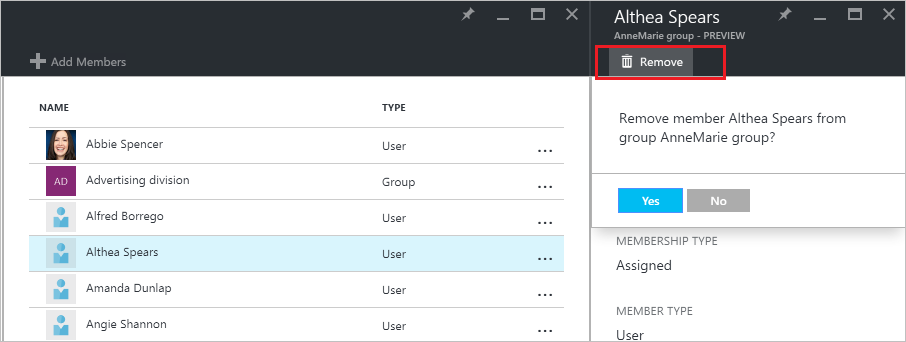 Add Members
NAME TYPE
Abbie Spencer User ...
AD Advertising division Group ...
Alfred Borrego User ...
Althea Spears User ...
Amanda Dunlap User ...
Angie Shannon User ...
Althea Spears
AnneMarie group - PREVIEW
Remove
Remove member Althea Spears from
group AnneMarie group?
Yes No
MEMBERSHIP TYPE
Assigned
MEMBER TYPE
User